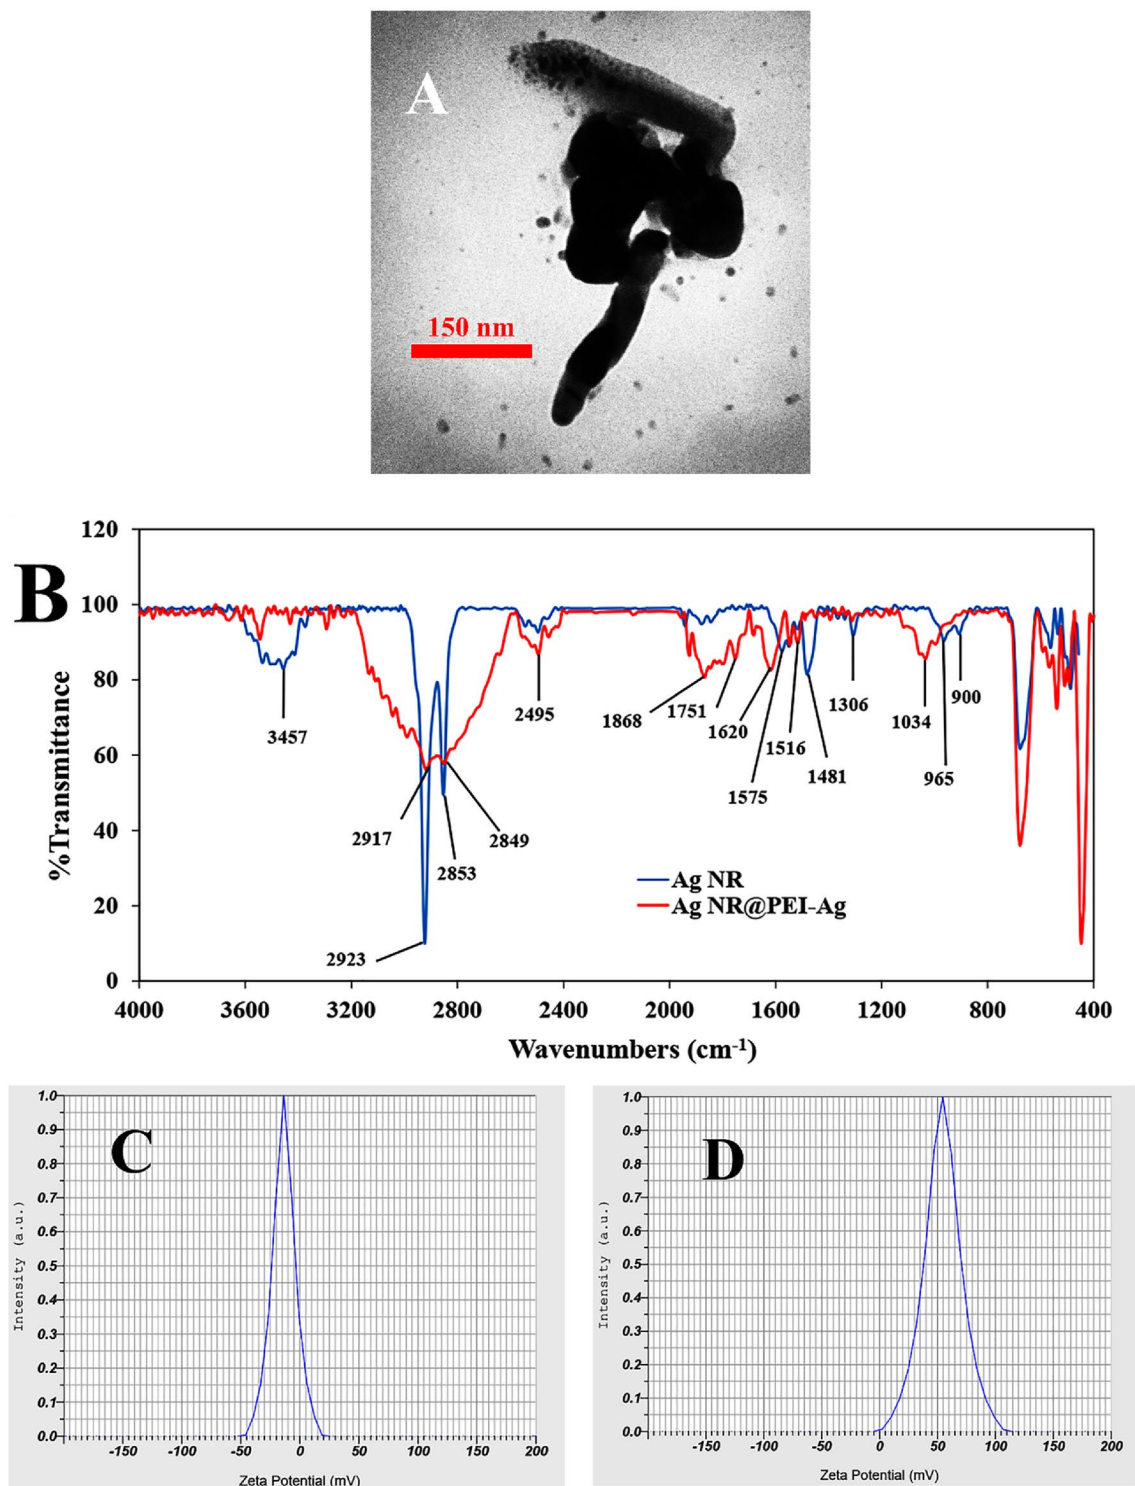 A
150 nm
B
%Transmittance
120
100
80
60
40
20
0
3457
2917
2923
2853
2849
2495
1868
1751
1620
1575
1516
1481
1306
1034
965
900
Ag NR
Ag NR@PEI-Ag
4000 3600 3200 2800 2400 2000 1600 1200 800 400
Wavenumbers (cm⁻¹)
C
Intensity (a.u.)
1.0
0.9
0.8
0.7
0.6
0.5
0.4
0.3
0.2
0.1
0.0
-150 -100 -50 0 50 100 150 200
Zeta Potential (mV)
D
Intensity (a.u.)
1.0
0.9
0.8
0.7
0.6
0.5
0.4
0.3
0.2
0.1
0.0
-150 -100 -50 0 50 100 150 200
Zeta Potential (mV)